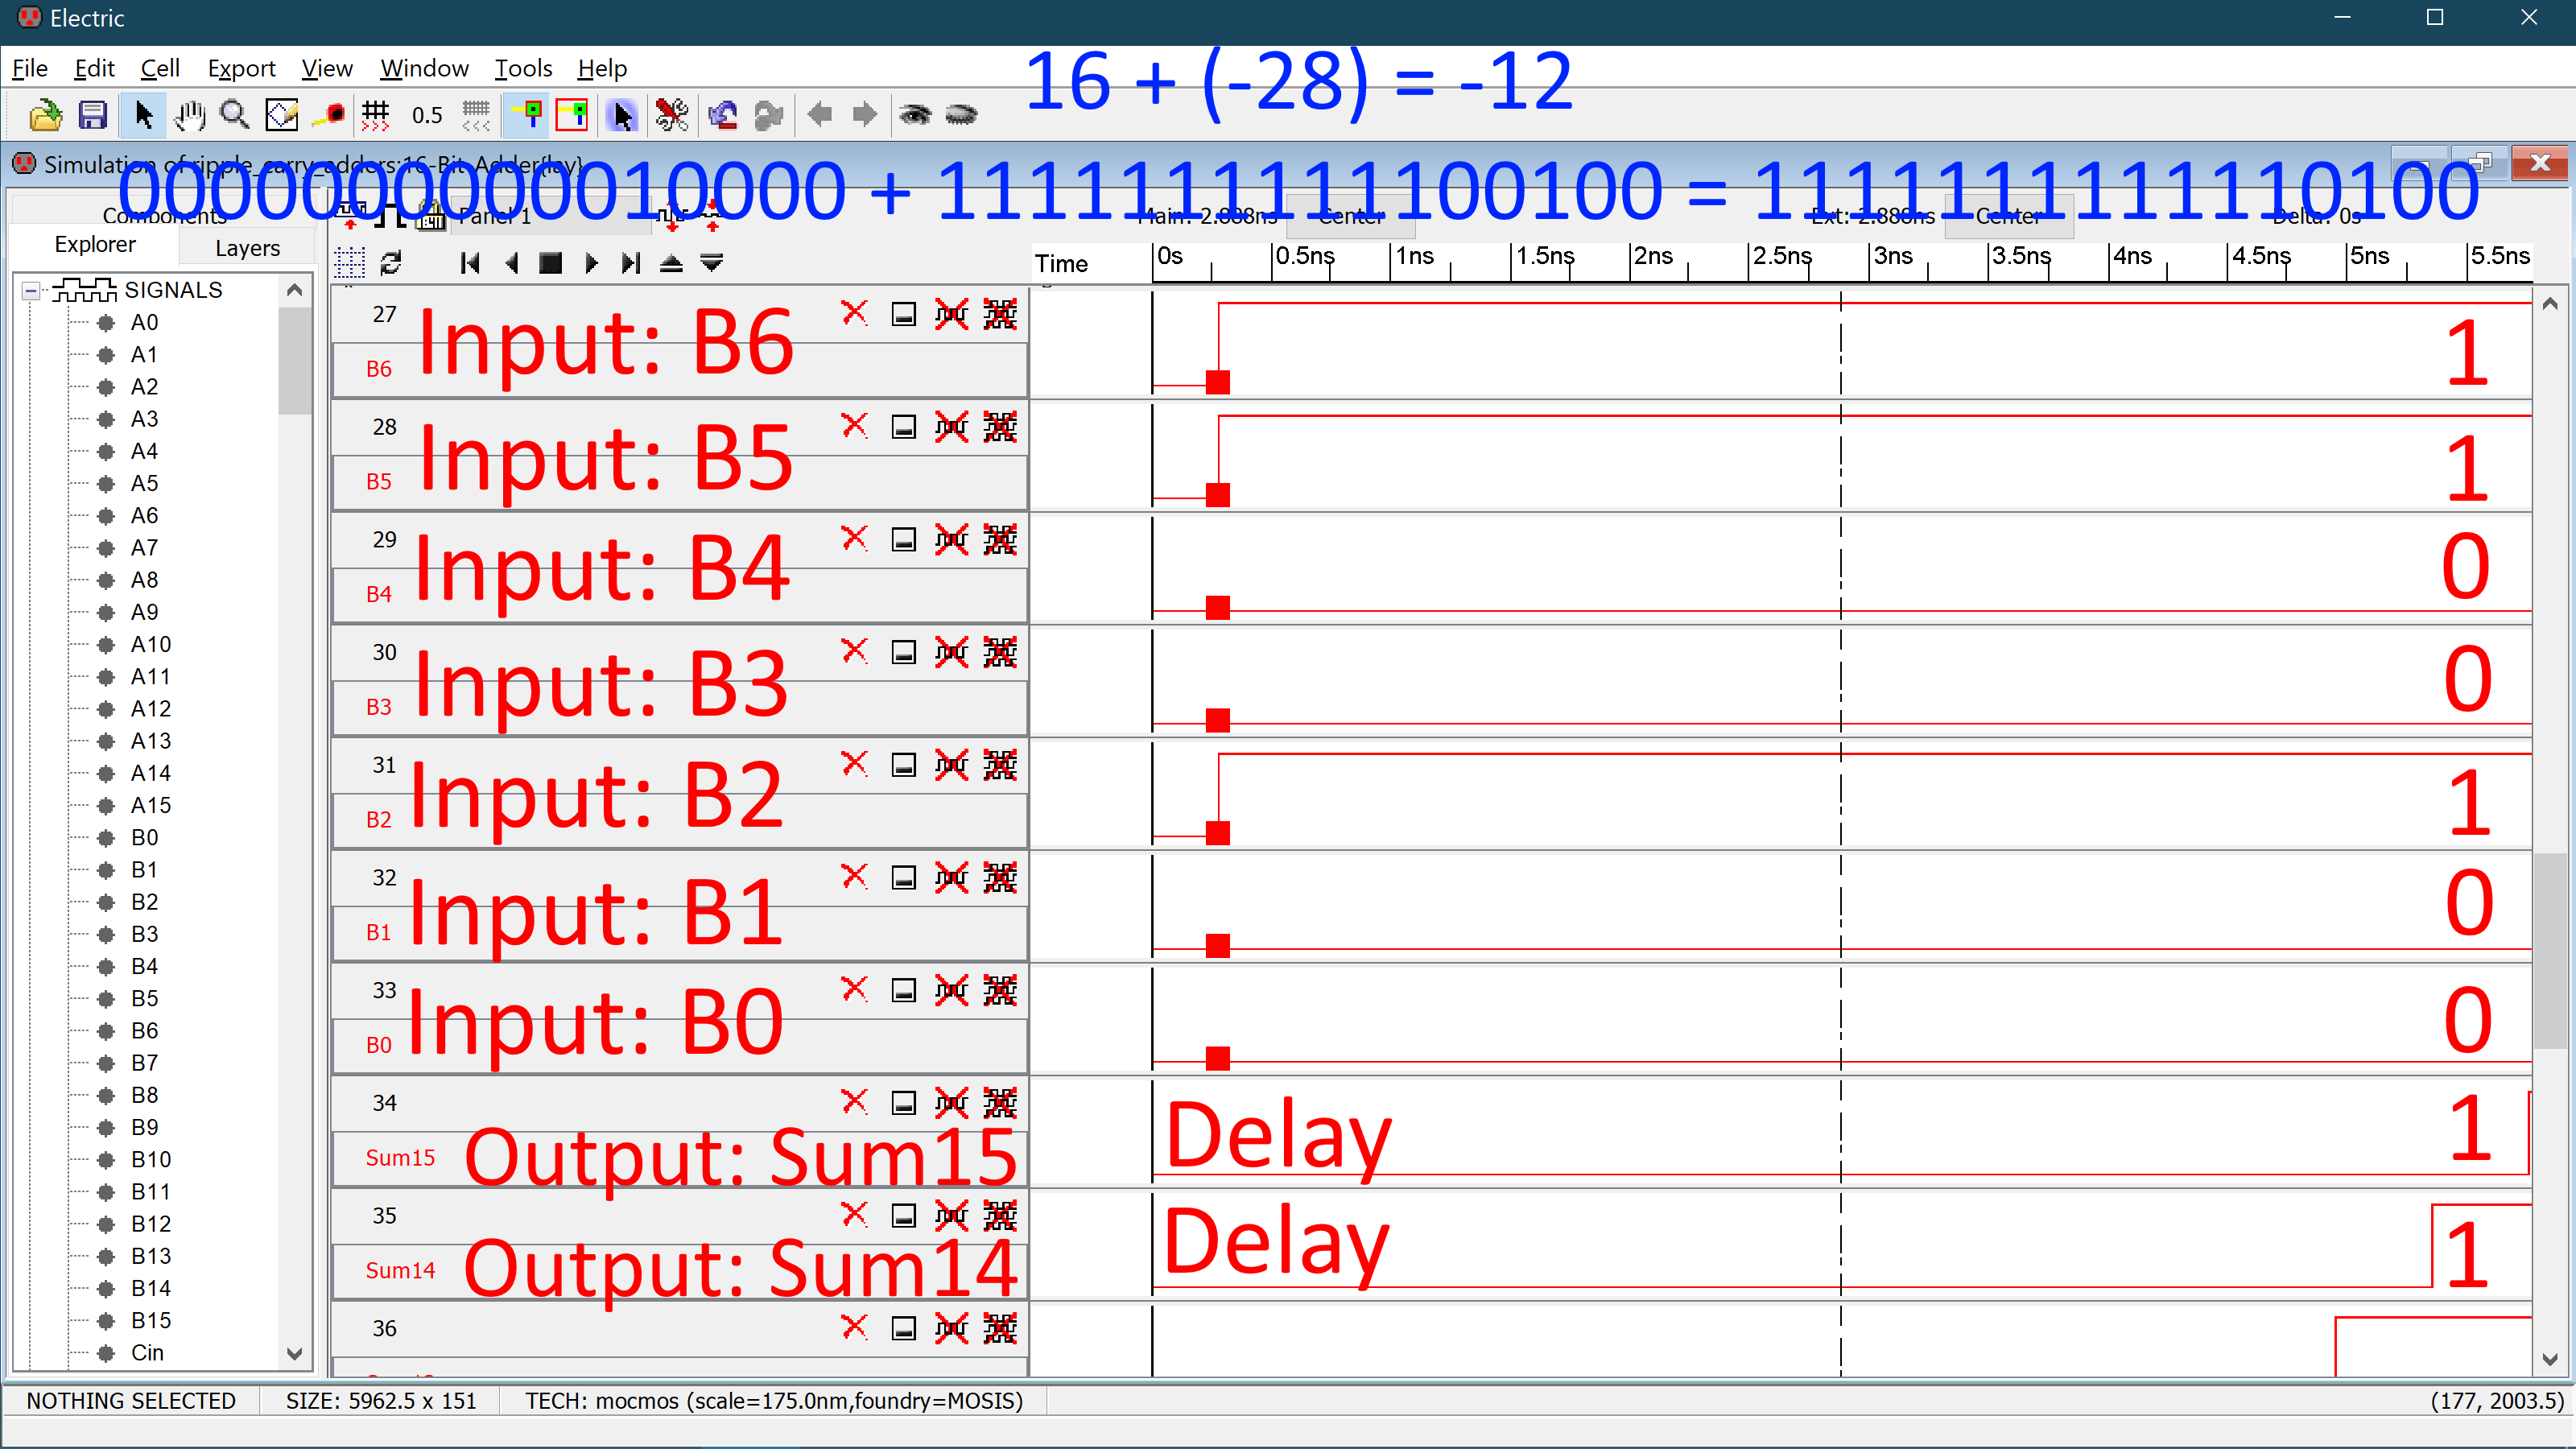 Electric
File Edit Cell Export View Window Tools Help
16 + (-28) = -12
0.5
Simulation of ripple_carry_adders:16-Bit-Adder{lay}
0000000000010000 + 1111111111100100 = 1111111111110100
Components
Explorer
Layers
Panel 1
Main: 2.888ns Center Ext: 2.888ns Center Delta: 0s
Time 0s 0.5ns 1ns 1.5ns 2ns 2.5ns 3ns 3.5ns 4ns 4.5ns 5ns 5.5ns
SIGNALS
A0
A1
A2
A3
A4
A5
A6
A7
A8
A9
A10
A11
A12
A13
A14
A15
B0
B1
B2
B3
B4
B5
B6
B7
B8
B9
B10
B11
B12
B13
B14
B15
Cin
27
B6
Input: B6
1
28
B5
Input: B5
1
29
B4
Input: B4
0
30
B3
Input: B3
0
31
B2
Input: B2
1
32
B1
Input: B1
0
33
B0
Input: B0
0
34
Sum15
Output: Sum15
Delay
1
35
Sum14
Output: Sum14
Delay
1
36
NOTHING SELECTED SIZE: 5962.5 x 151 TECH: mocmos (scale=175.0nm,foundry=MOSIS) (177, 2003.5)